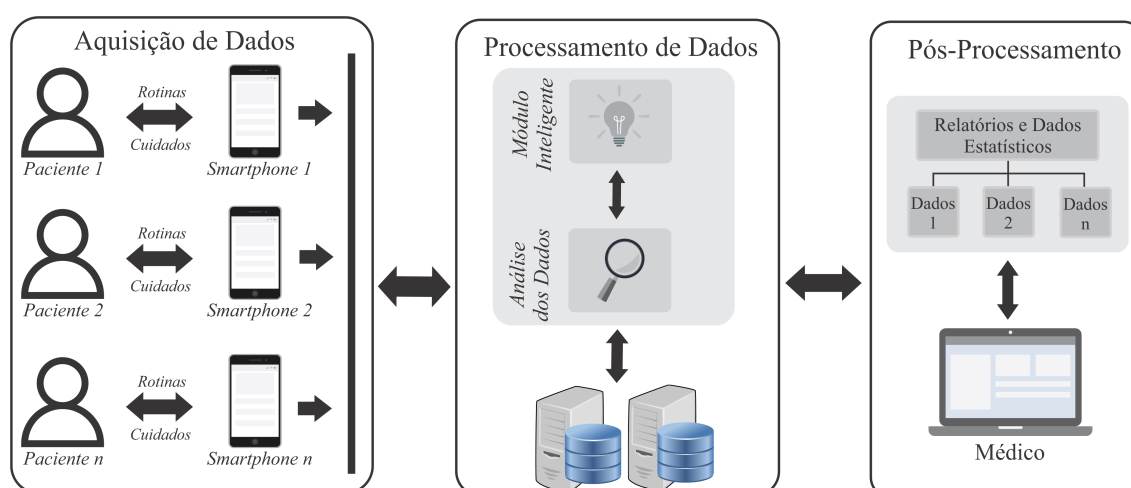 Aquisição de Dados
Rotinas
Cuidados
Paciente 1
Smartphone 1
Rotinas
Cuidados
Paciente 2
Smartphone 2
Rotinas
Cuidados
Paciente n
Smartphone n
Processamento de Dados
Módulo
Inteligente
Análise
dos Dados
Pós-Processamento
Relatórios e Dados
Estatísticos
Dados
1
Dados
2
Dados
n
Médico